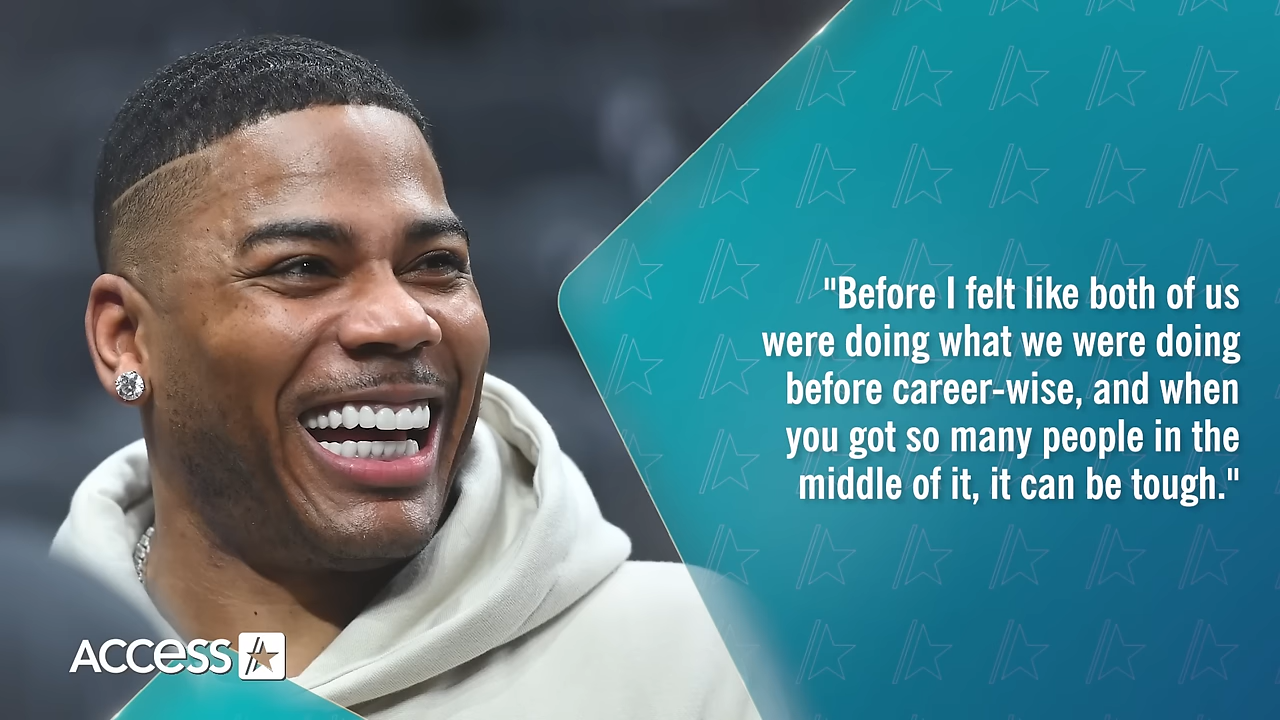 "Before I felt like both of us
were doing what we were doing
before career-wise, and when
you got so many people in the
middle of it, it can be tough."
ACCESS